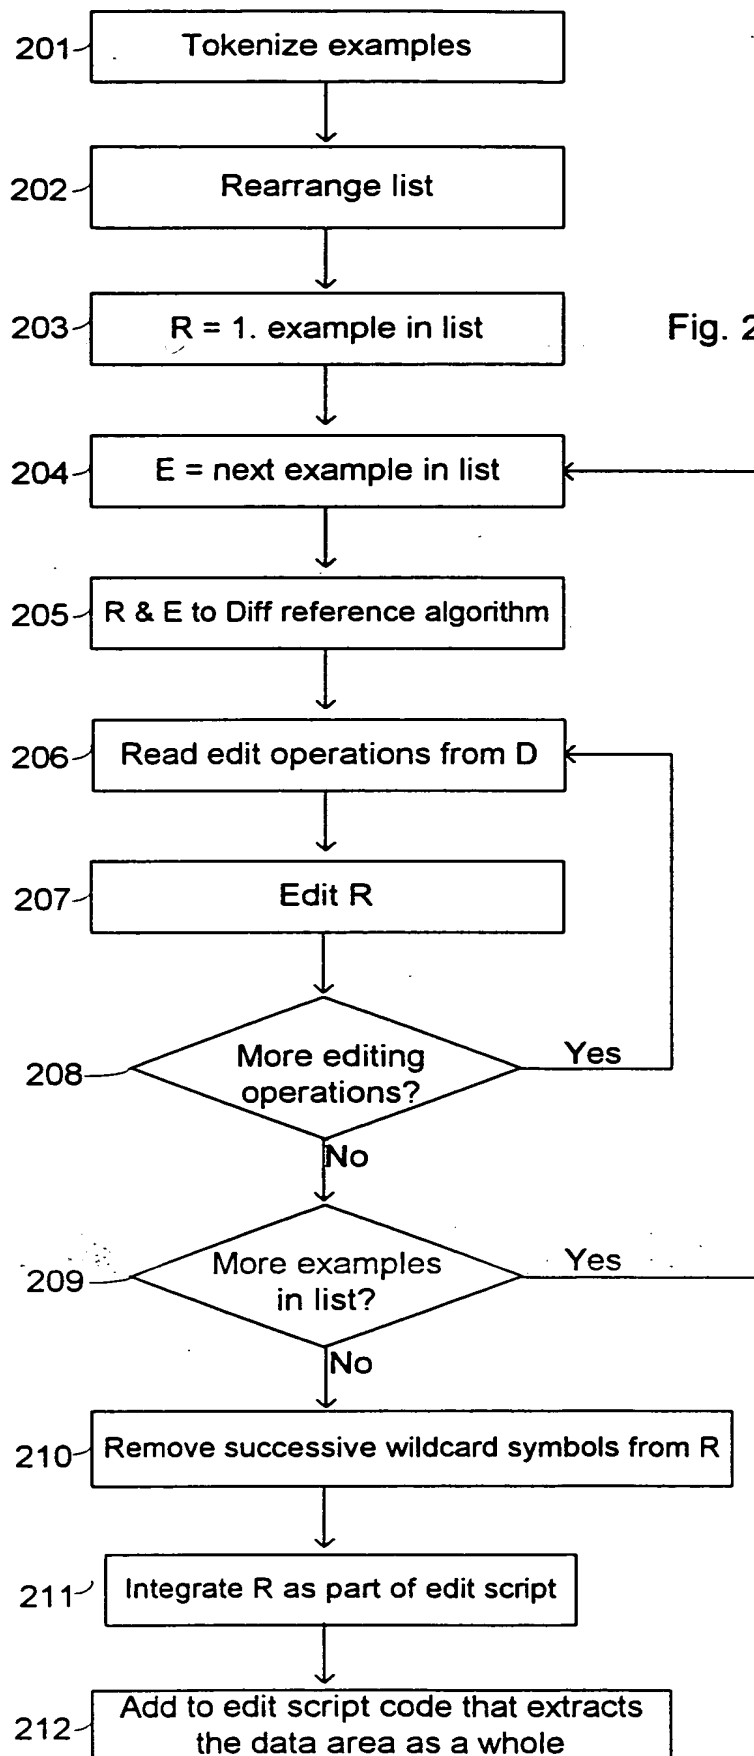 201
Tokenize examples
202
Rearrange list
203
R = 1. example in list
Fig. 2
204
E = next example in list
205
R & E to Diff reference algorithm
206
Read edit operations from D
207
Edit R
208
More editing
operations?
Yes
No
209
More examples
in list?
Yes
No
210
Remove successive wildcard symbols from R
211
Integrate R as part of edit script
212
Add to edit script code that extracts
the data area as a whole